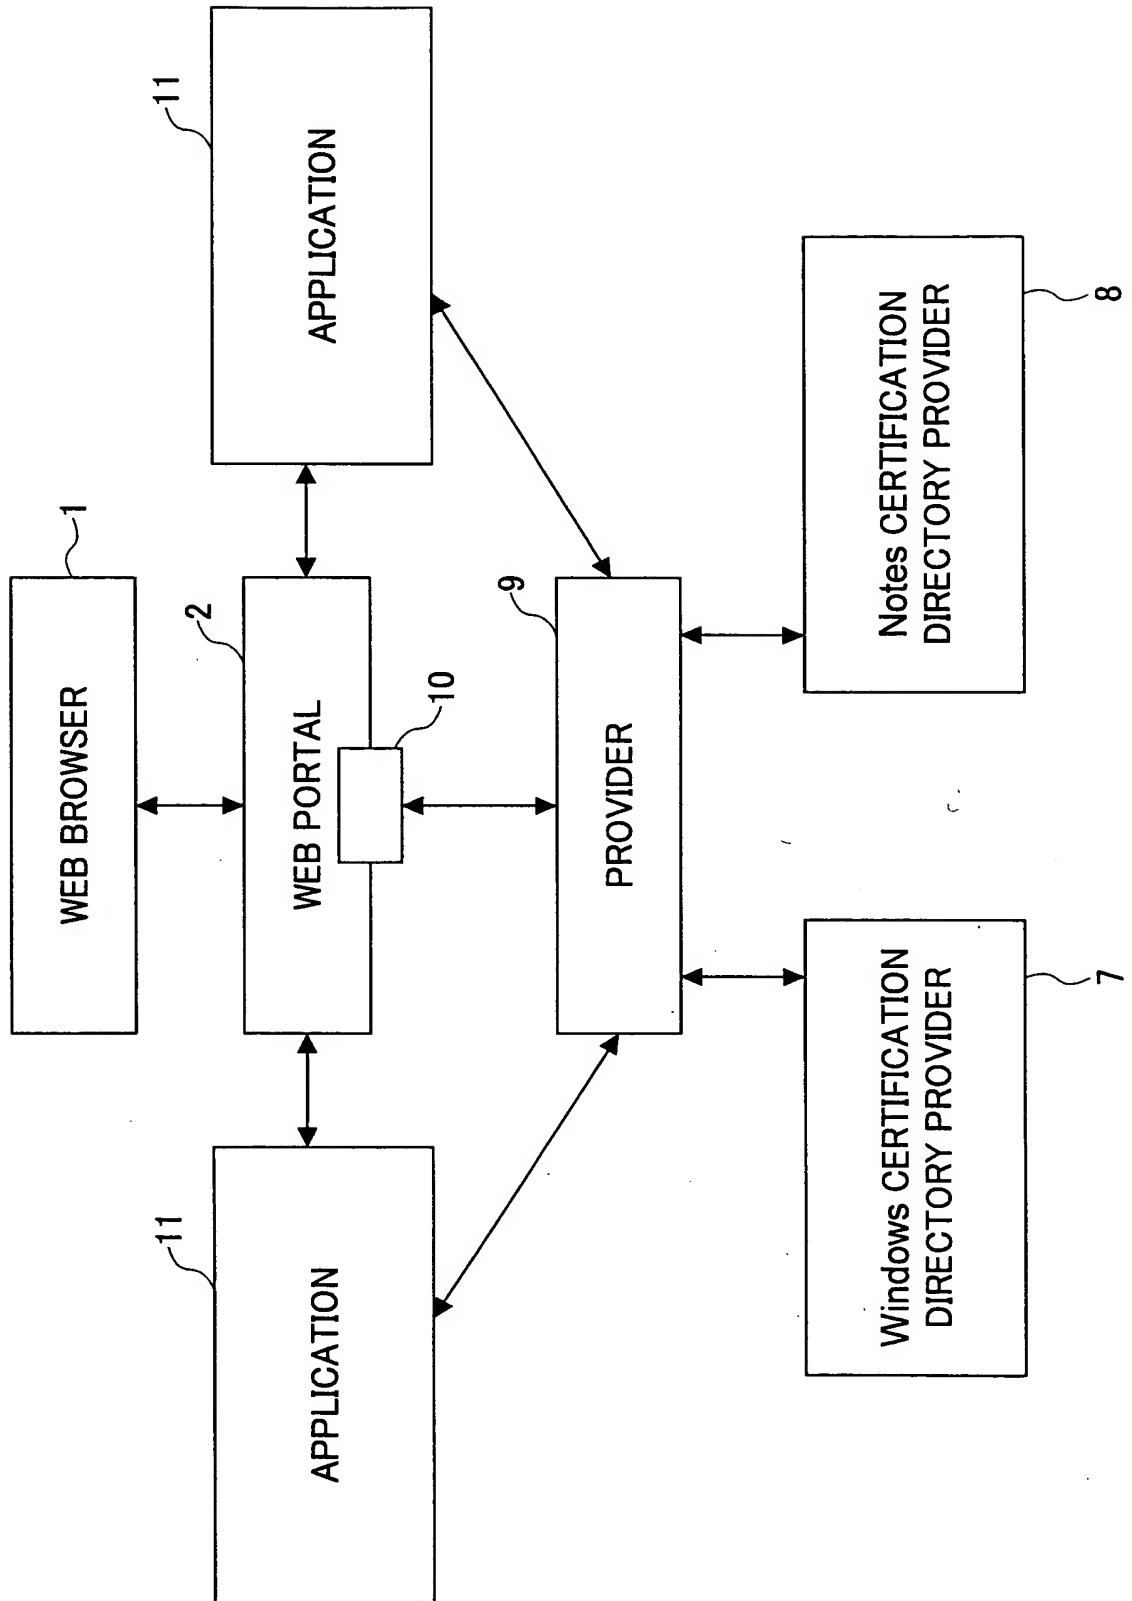 1
WEB BROWSER
11
APPLICATION
2
WEB PORTAL
10
11
APPLICATION
9
PROVIDER
Windows CERTIFICATION
DIRECTORY PROVIDER
7
Notes CERTIFICATION
DIRECTORY PROVIDER
8